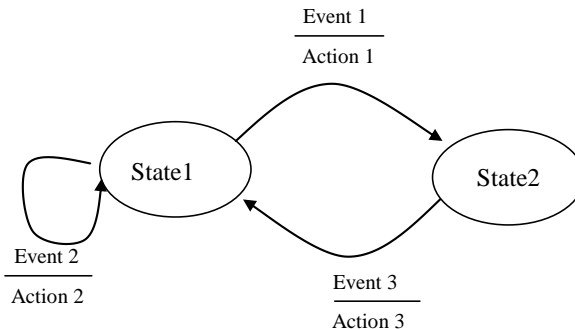 Event 1
Action 1
State1
State2
Event 2
Action 2
Event 3
Action 3